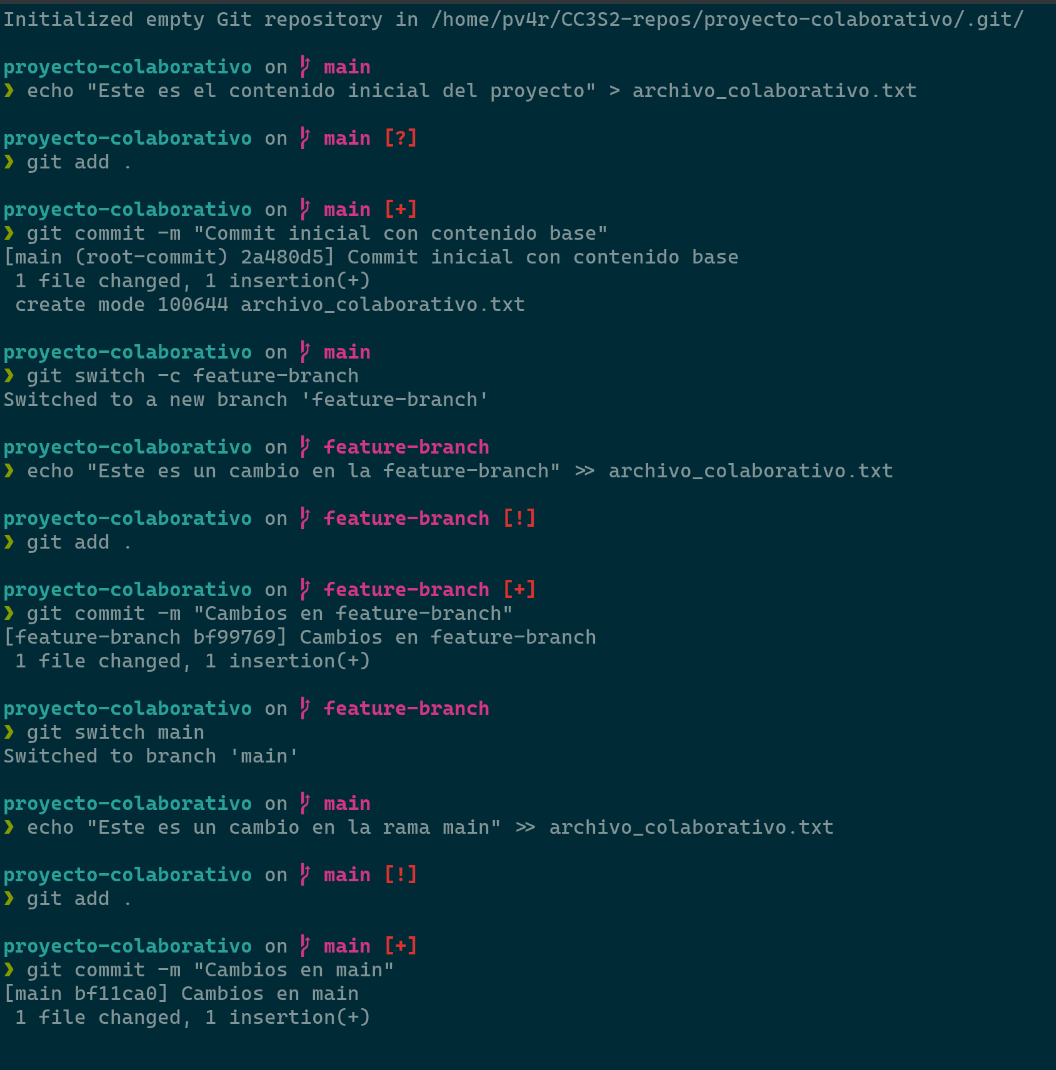 Initialized empty Git repository in /home/pv4r/CC3S2-repos/proyecto-colaborativo/.git/
proyecto-colaborativo on main
❯ echo "Este es el contenido inicial del proyecto" > archivo_colaborativo.txt
proyecto-colaborativo on main [?]
❯ git add .
proyecto-colaborativo on main [+]
❯ git commit -m "Commit inicial con contenido base"
[main (root-commit) 2a480d5] Commit inicial con contenido base
1 file changed, 1 insertion(+)
create mode 100644 archivo_colaborativo.txt
proyecto-colaborativo on main
❯ git switch -c feature-branch
Switched to a new branch 'feature-branch'
proyecto-colaborativo on feature-branch
❯ echo "Este es un cambio en la feature-branch" >> archivo_colaborativo.txt
proyecto-colaborativo on feature-branch [!]
❯ git add .
proyecto-colaborativo on feature-branch [+]
❯ git commit -m "Cambios en feature-branch"
[feature-branch bf99769] Cambios en feature-branch
1 file changed, 1 insertion(+)
proyecto-colaborativo on feature-branch
❯ git switch main
Switched to branch 'main'
proyecto-colaborativo on main
❯ echo "Este es un cambio en la rama main" >> archivo_colaborativo.txt
proyecto-colaborativo on main [!]
❯ git add .
proyecto-colaborativo on main [+]
❯ git commit -m "Cambios en main"
[main bf11ca0] Cambios en main
1 file changed, 1 insertion(+)